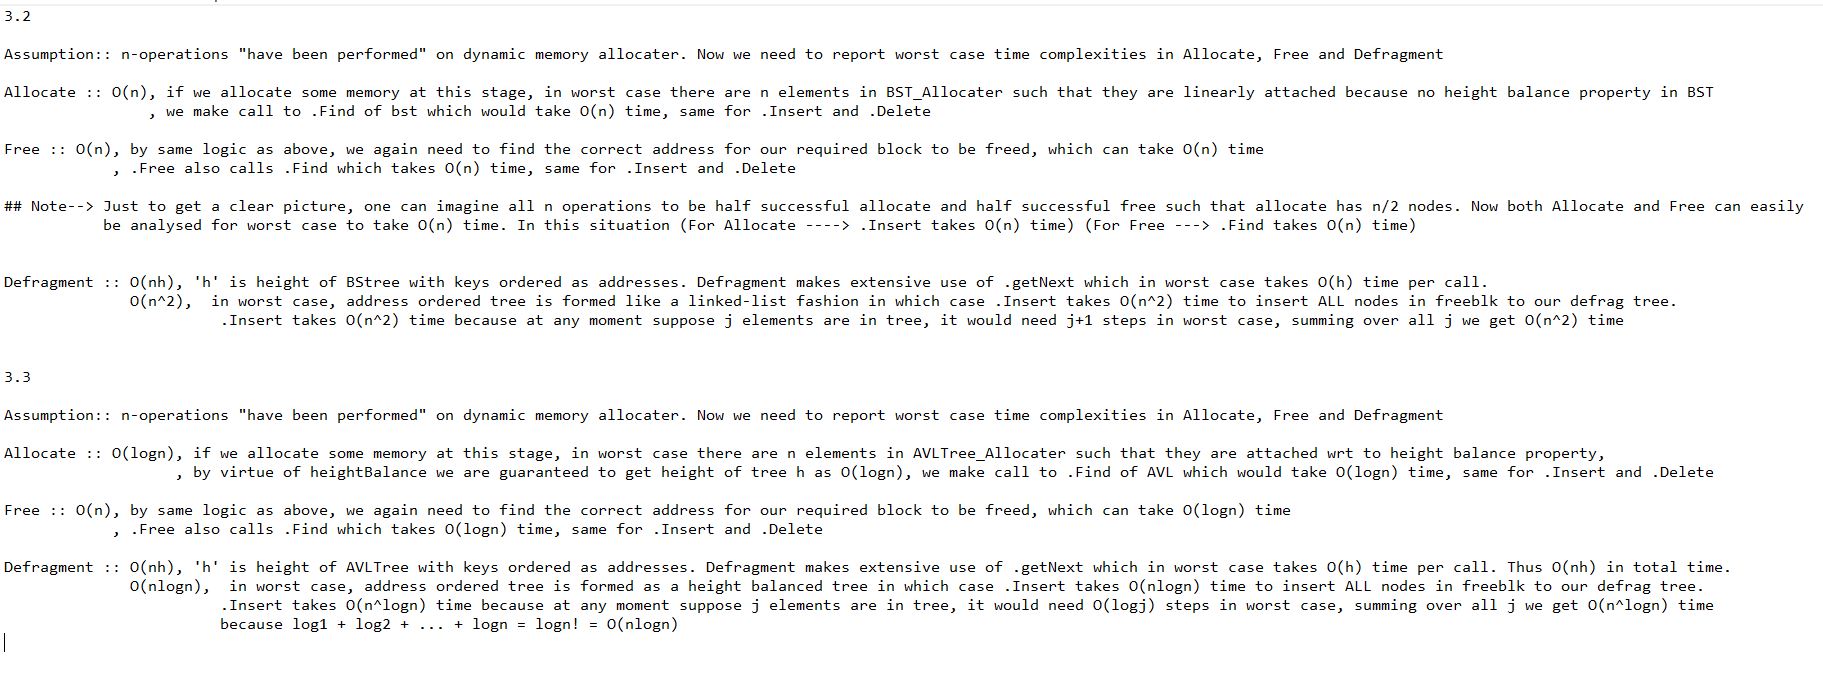 3.2
Assumption:: n-operations "have been performed" on dynamic memory allocater. Now we need to report worst case time complexities in Allocate, Free and Defragment
Allocate :: O(n), if we allocate some memory at this stage, in worst case there are n elements in BST_Allocater such that they are linearly attached because no height balance property in BST
, we make call to .Find of bst which would take O(n) time, same for .Insert and .Delete
Free :: O(n), by same logic as above, we again need to find the correct address for our required block to be freed, which can take O(n) time
, .Free also calls .Find which takes O(n) time, same for .Insert and .Delete
## Note--> Just to get a clear picture, one can imagine all n operations to be half successful allocate and half successful free such that allocate has n/2 nodes. Now both Allocate and Free can easily
be analysed for worst case to take O(n) time. In this situation (For Allocate ----> .Insert takes O(n) time) (For Free ---> .Find takes O(n) time)
Defragment :: O(nh), 'h' is height of BStree with keys ordered as addresses. Defragment makes extensive use of .getNext which in worst case takes O(h) time per call.
O(n^2),  in worst case, address ordered tree is formed like a linked-list fashion in which case .Insert takes O(n^2) time to insert ALL nodes in freeblk to our defrag tree.
.Insert takes O(n^2) time because at any moment suppose j elements are in tree, it would need j+1 steps in worst case, summing over all j we get O(n^2) time
3.3
Assumption:: n-operations "have been performed" on dynamic memory allocater. Now we need to report worst case time complexities in Allocate, Free and Defragment
Allocate :: O(logn), if we allocate some memory at this stage, in worst case there are n elements in AVLTree_Allocater such that they are attached wrt to height balance property,
, by virtue of heightBalance we are guaranteed to get height of tree h as O(logn), we make call to .Find of AVL which would take O(logn) time, same for .Insert and .Delete
Free :: O(n), by same logic as above, we again need to find the correct address for our required block to be freed, which can take O(logn) time
, .Free also calls .Find which takes O(logn) time, same for .Insert and .Delete
Defragment :: O(nh), 'h' is height of AVLTree with keys ordered as addresses. Defragment makes extensive use of .getNext which in worst case takes O(h) time per call. Thus O(nh) in total time.
O(nlogn),  in worst case, address ordered tree is formed as a height balanced tree in which case .Insert takes O(nlogn) time to insert ALL nodes in freeblk to our defrag tree.
.Insert takes O(n^logn) time because at any moment suppose j elements are in tree, it would need O(logj) steps in worst case, summing over all j we get O(n^logn) time
because log1 + log2 + ... + logn = logn! = O(nlogn)